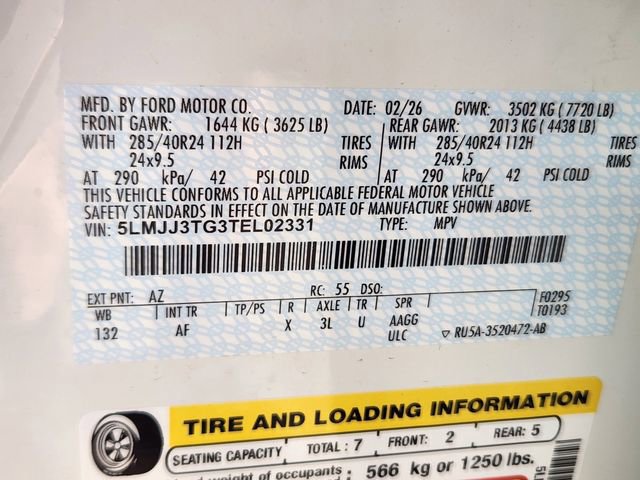 MFD. BY FORD MOTOR CO. DATE: 02/26 GVWR: 3502 KG ( 7720 LB)
FRONT GAWR: 1644 KG ( 3625 LB) REAR GAWR: 2013 KG ( 4438 LB)
WITH 285/40R24 112H TIRES WITH 285/40R24 112H TIRES
24x9.5 RIMS 24x9.5 RIMS
AT 290 kPa/ 42 PSI COLD AT 290 kPa/ 42 PSI COLD
THIS VEHICLE CONFORMS TO ALL APPLICABLE FEDERAL MOTOR VEHICLE
SAFETY STANDARDS IN EFFECT ON THE DATE OF MANUFACTURE SHOWN ABOVE.
VIN: 5LMJJ3TG3TEL02331 TYPE: MPV
EXT PNT: AZ RC: 55 DSO:
WB INT TR TP/PS R AXLE TR SPR F0295
132 AF X 3L U AAGG T0193
ULC ▽ RU5A-3520472-AB
TIRE AND LOADING INFORMATION
SEATING CAPACITY TOTAL : 7 FRONT: 2 REAR: 5
weight of occupants 566 kg or 1250 lbs.